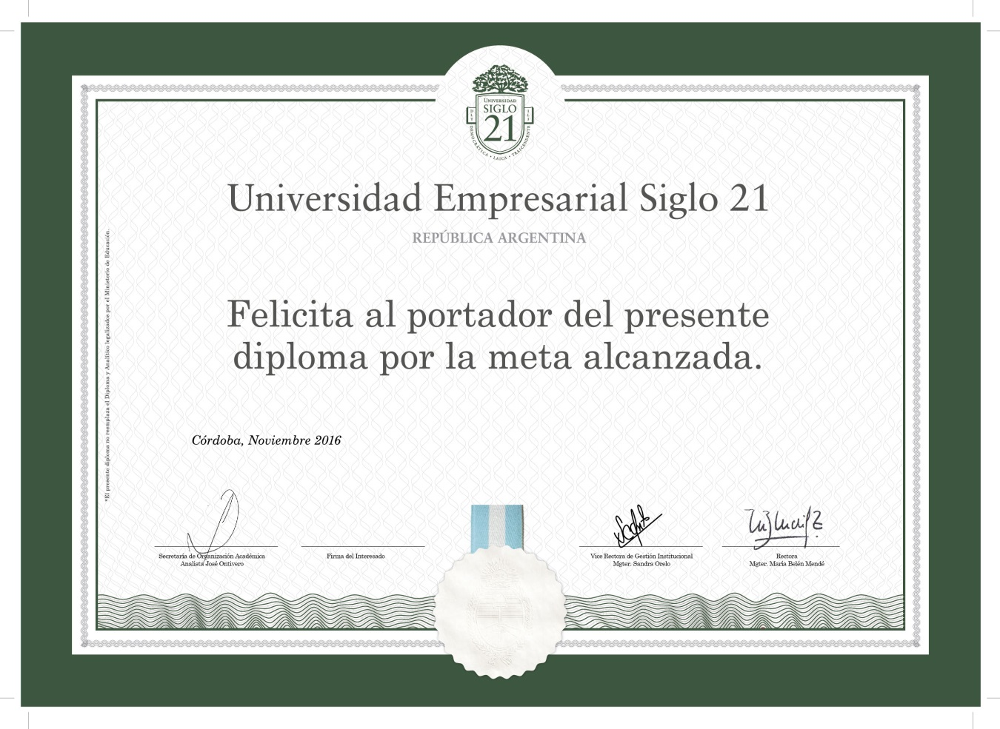 UNIVERSIDAD
SIGLO
21
DLT
ILF
DEMOCRÁTICA • LAICA • TRASCENDENTE
Universidad Empresarial Siglo 21
REPÚBLICA ARGENTINA
Felicita al portador del presente
diploma por la meta alcanzada.
*El presente diploma no reemplaza el Diploma y Analítico legalizados por el Ministerio de Educación.
Córdoba, Noviembre 2016
Secretaría de Organización Académica
Analista José Ontivero
Firma del Interesado
Vice Rectora de Gestión Institucional
Mgter. Sandra Orelo
Rectora
Mgter. María Belén Mendé